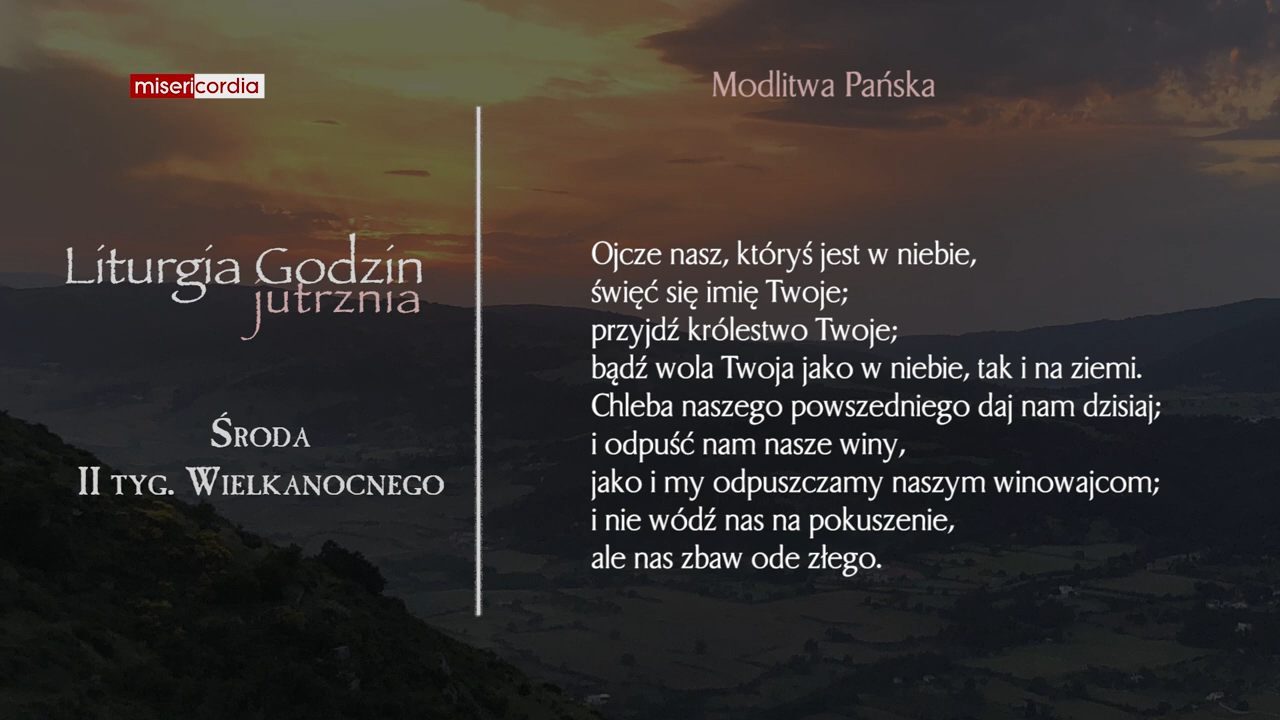 misericordia
Liturgia Godzin
jutrznia
Środa
II tyg. Wielkanocnego
Modlitwa Pańska
Ojcze nasz, któryś jest w niebie,
święć się imię Twoje;
przyjdź królestwo Twoje;
bądź wola Twoja jako w niebie, tak i na ziemi.
Chleba naszego powszedniego daj nam dzisiaj;
i odpuść nam nasze winy,
jako i my odpuszczamy naszym winowajcom;
i nie wódź nas na pokuszenie,
ale nas zbaw ode złego.